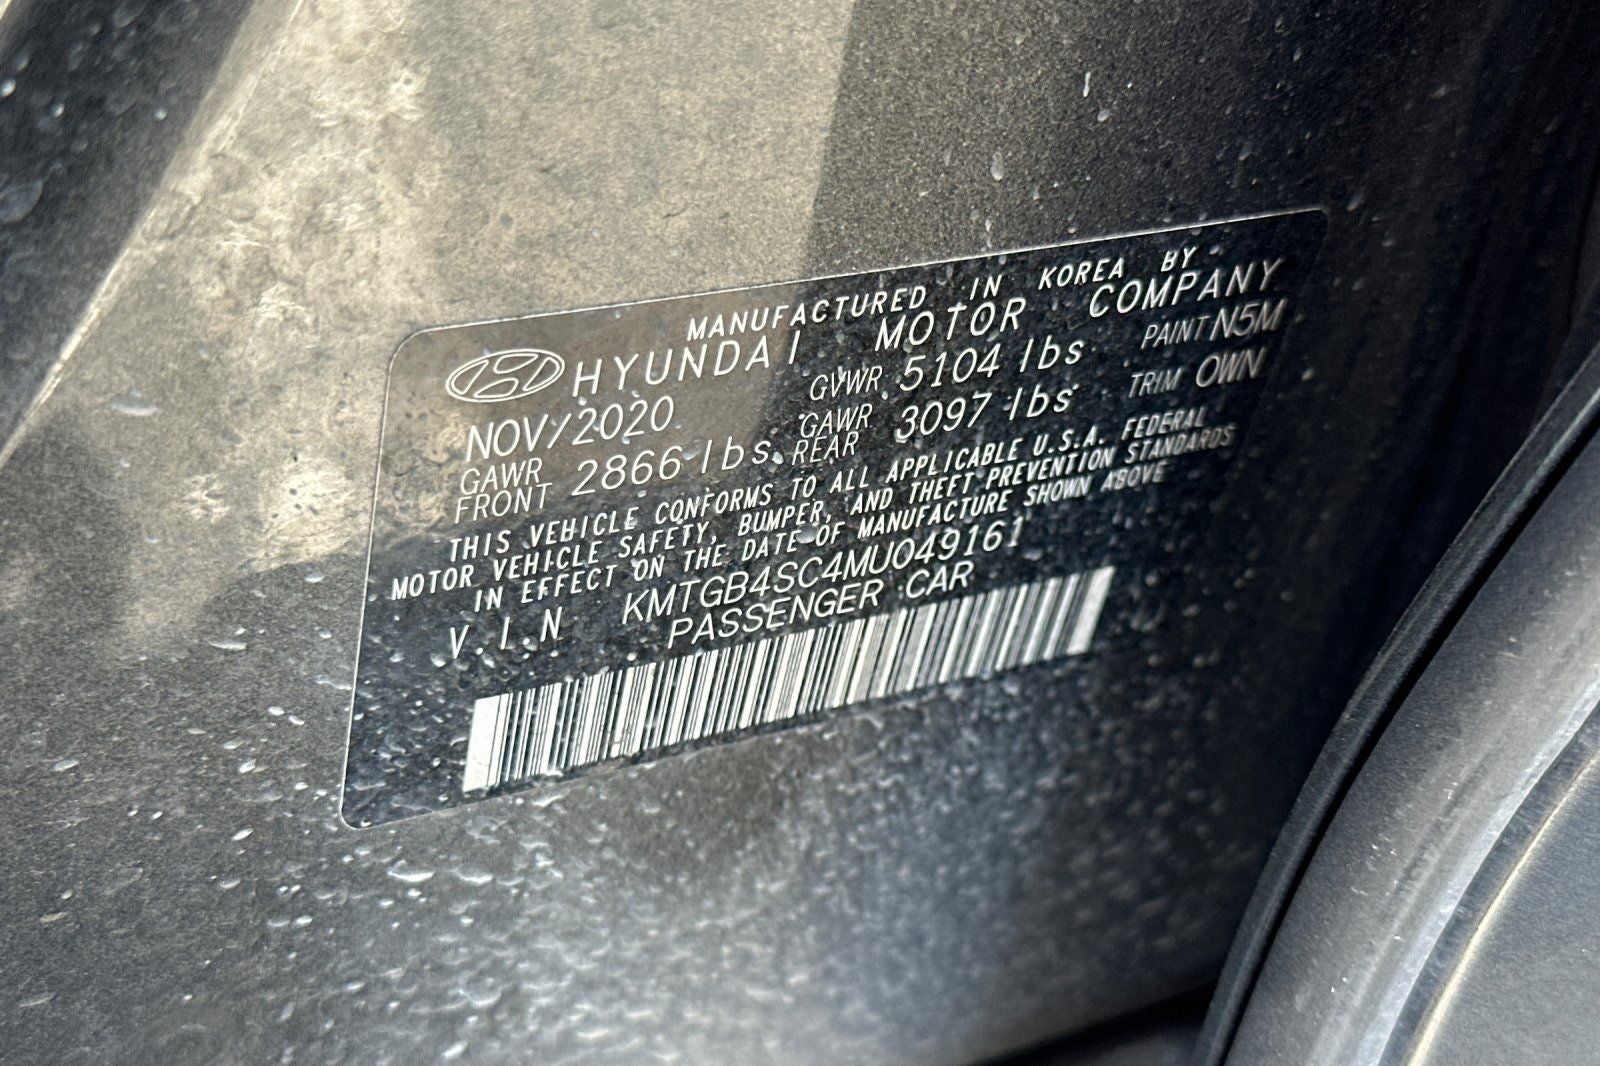 MANUFACTURED IN KOREA BY
HYUNDAI MOTOR COMPANY
NOV/2020 GVWR 5104 lbs PAINT N5M
GAWR FRONT 2866 lbs GAWR REAR 3097 lbs TRIM OWN
THIS VEHICLE CONFORMS TO ALL APPLICABLE U.S.A. FEDERAL
MOTOR VEHICLE SAFETY, BUMPER, AND THEFT PREVENTION STANDARDS
IN EFFECT ON THE DATE OF MANUFACTURE SHOWN ABOVE
V.I.N KMTGB4SC4MU049161
PASSENGER CAR